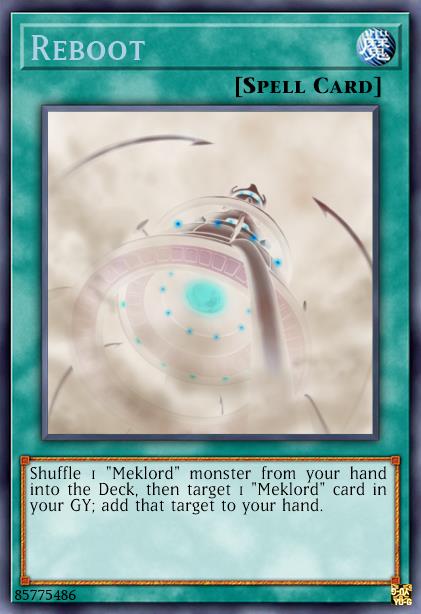 Reboot
魔
[Spell Card]
Shuffle 1 "Meklord" monster from your hand
into the Deck, then target 1 "Meklord" card in
your GY; add that target to your hand.
85775486